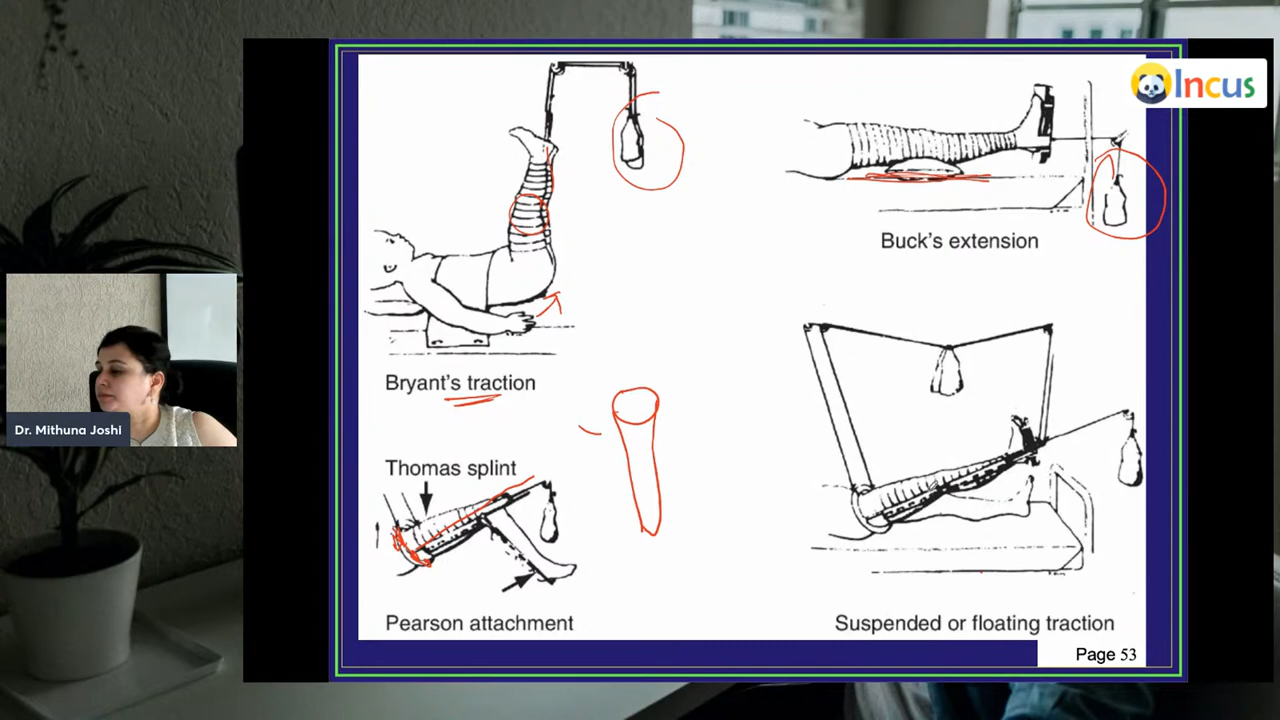 Incus
Buck's extension
Bryant's traction
Dr. Mithuna Joshi
Thomas splint
Pearson attachment
Suspended or floating traction
Page 53